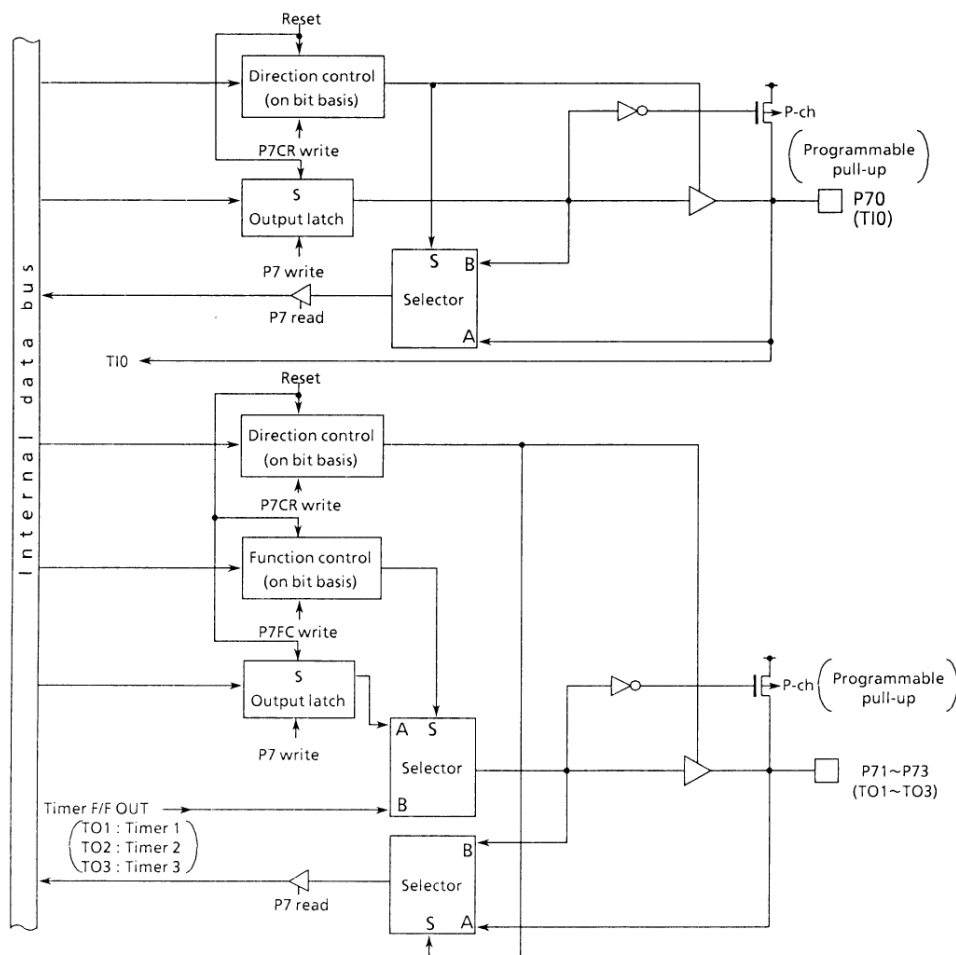 Reset
Direction control
(on bit basis)
P-ch
P7CR write
(Programmable
pull-up)
S
Output latch
P70
(TI0)
P7 write
S
B
Selector
P7 read
A
TI0
Internal data bus
Reset
Direction control
(on bit basis)
P7CR write
Function control
(on bit basis)
P7FC write
S
Output latch
P-ch
(Programmable
pull-up)
P7 write
A S
Selector
B
P71~P73
(TO1~TO3)
Timer F/F OUT
(TO1 : Timer 1
TO2 : Timer 2
TO3 : Timer 3)
B
Selector
P7 read
S A